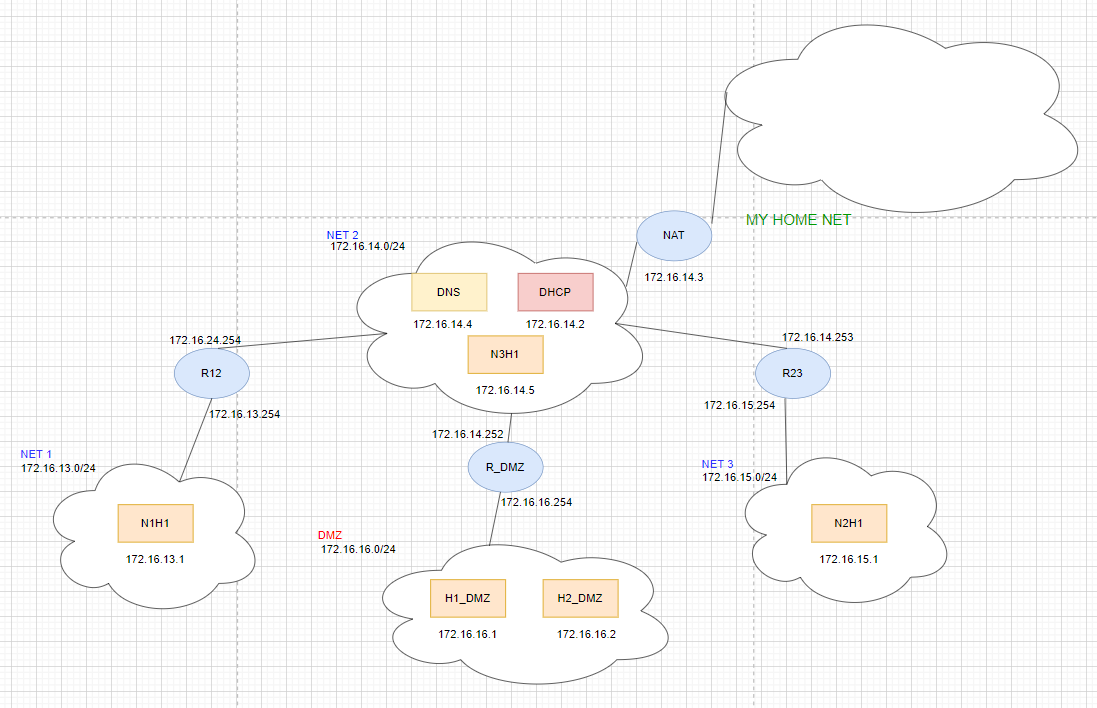 MY HOME NET
NAT
172.16.14.3
NET 2
172.16.14.0/24
DNS
DHCP
172.16.14.4
172.16.14.2
N3H1
172.16.14.5
172.16.24.254
R12
172.16.13.254
172.16.14.253
R23
172.16.15.254
172.16.14.252
R_DMZ
172.16.16.254
NET 1
172.16.13.0/24
N1H1
172.16.13.1
NET 3
172.16.15.0/24
N2H1
172.16.15.1
DMZ
172.16.16.0/24
H1_DMZ
H2_DMZ
172.16.16.1
172.16.16.2